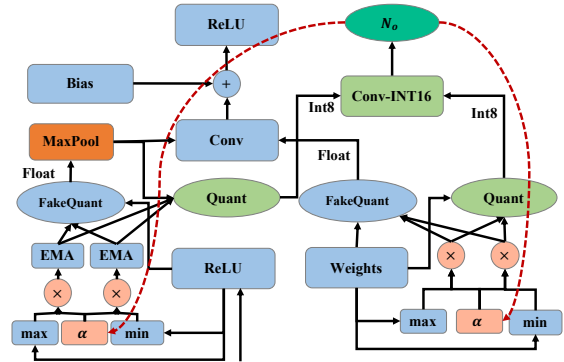 ReLU
N_o
Bias
+
Conv-INT16
Int8
Int8
MaxPool
Conv
Float
Float
FakeQuant
Quant
FakeQuant
Quant
EMA
EMA
ReLU
Weights
×
×
×
×
max
α
min
max
α
min